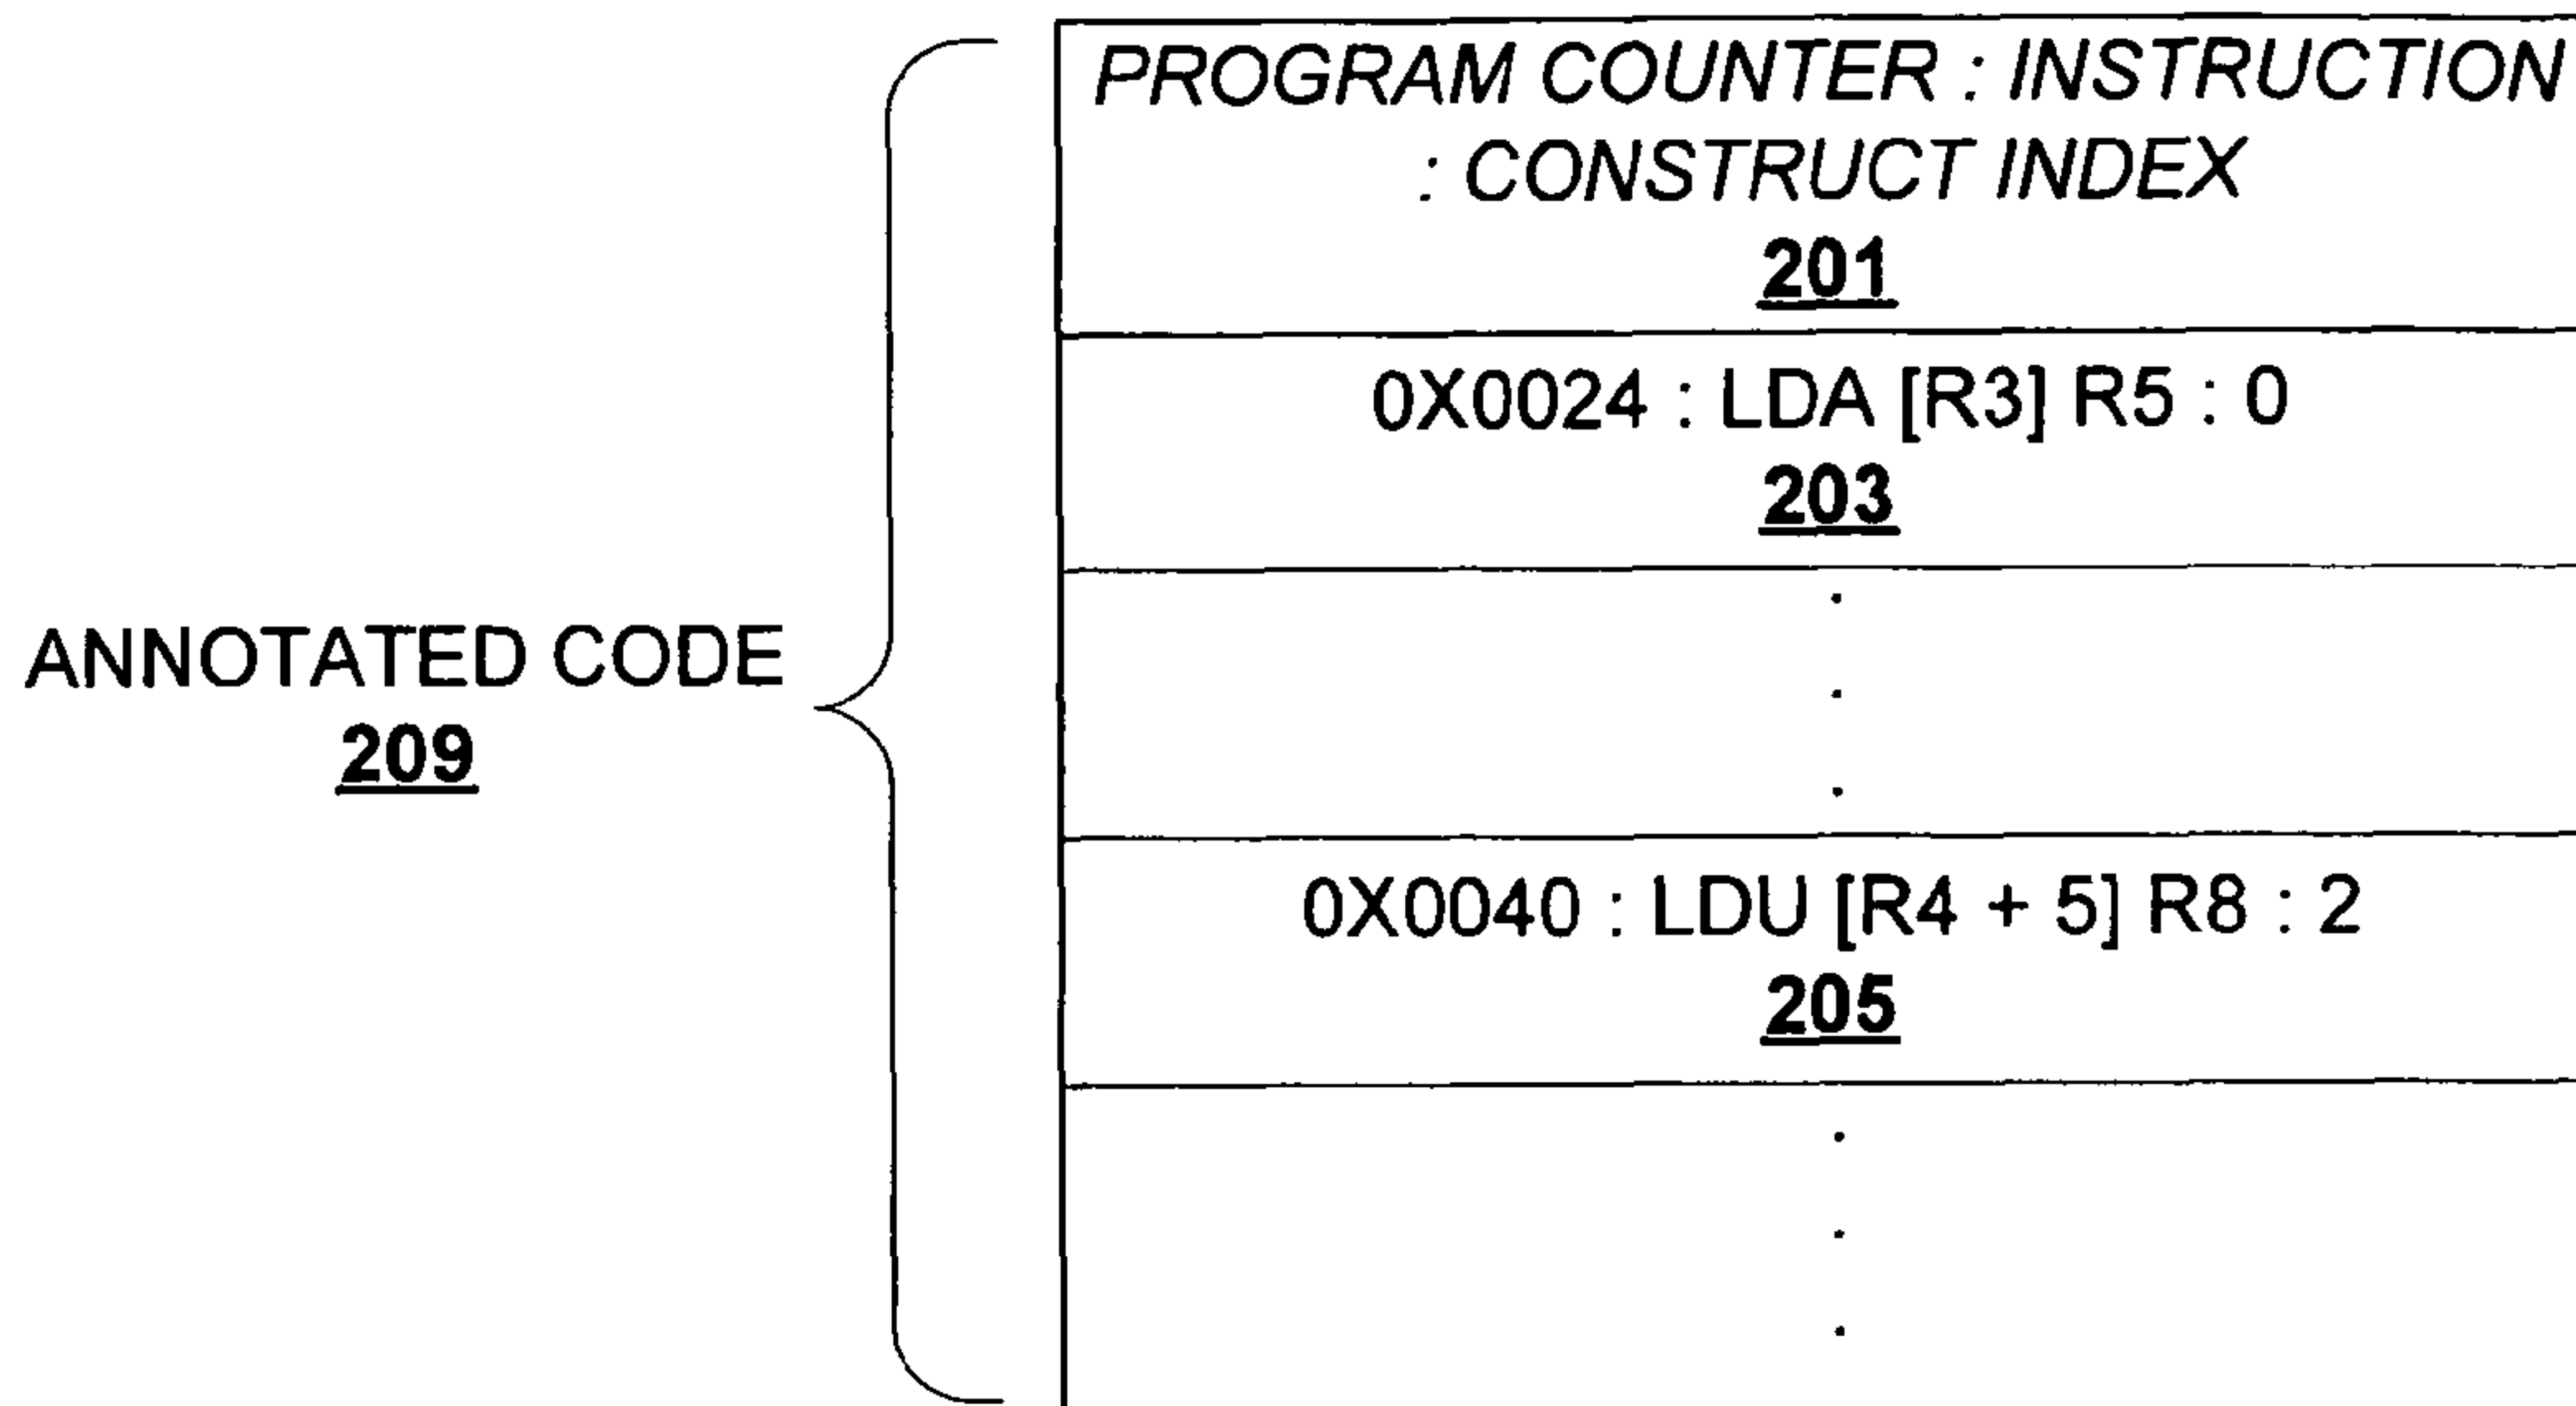 PROGRAM COUNTER : INSTRUCTION
: CONSTRUCT INDEX
201
0X0024 : LDA [R3] R5 : 0
203
.
.
.
ANNOTATED CODE
209
0X0040 : LDU [R4 + 5] R8 : 2
205
.
.
.